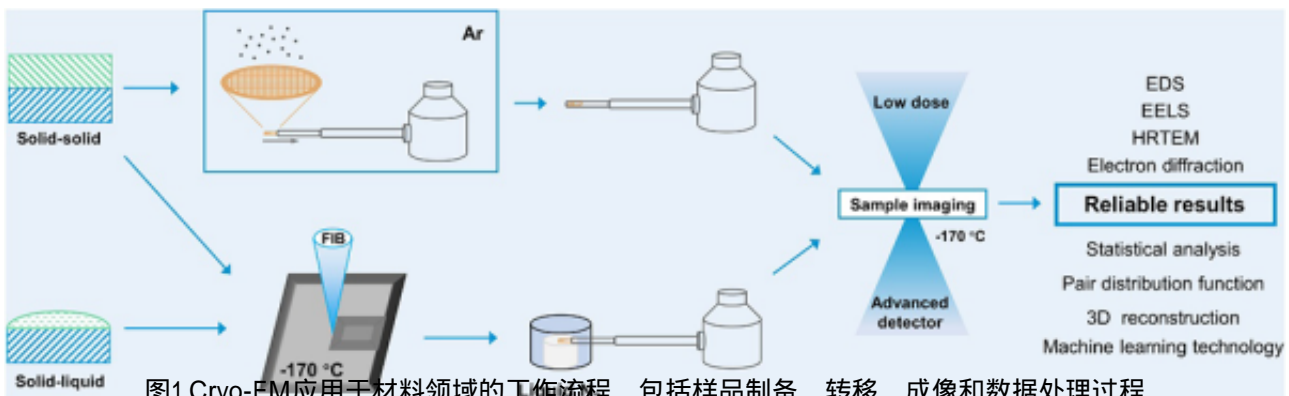 Ar
Solid-solid
FIB
-170 °C
Solid-liquid
Low dose
Sample imaging
-170 °C
Advanced
detector
EDS
EELS
HRTEM
Electron diffraction
Reliable results
Statistical analysis
Pair distribution function
3D reconstruction
Machine learning technology
图1 Cryo-EM应用于材料领域的工作流程 包括样品制备 转移 成像和数据处理过程